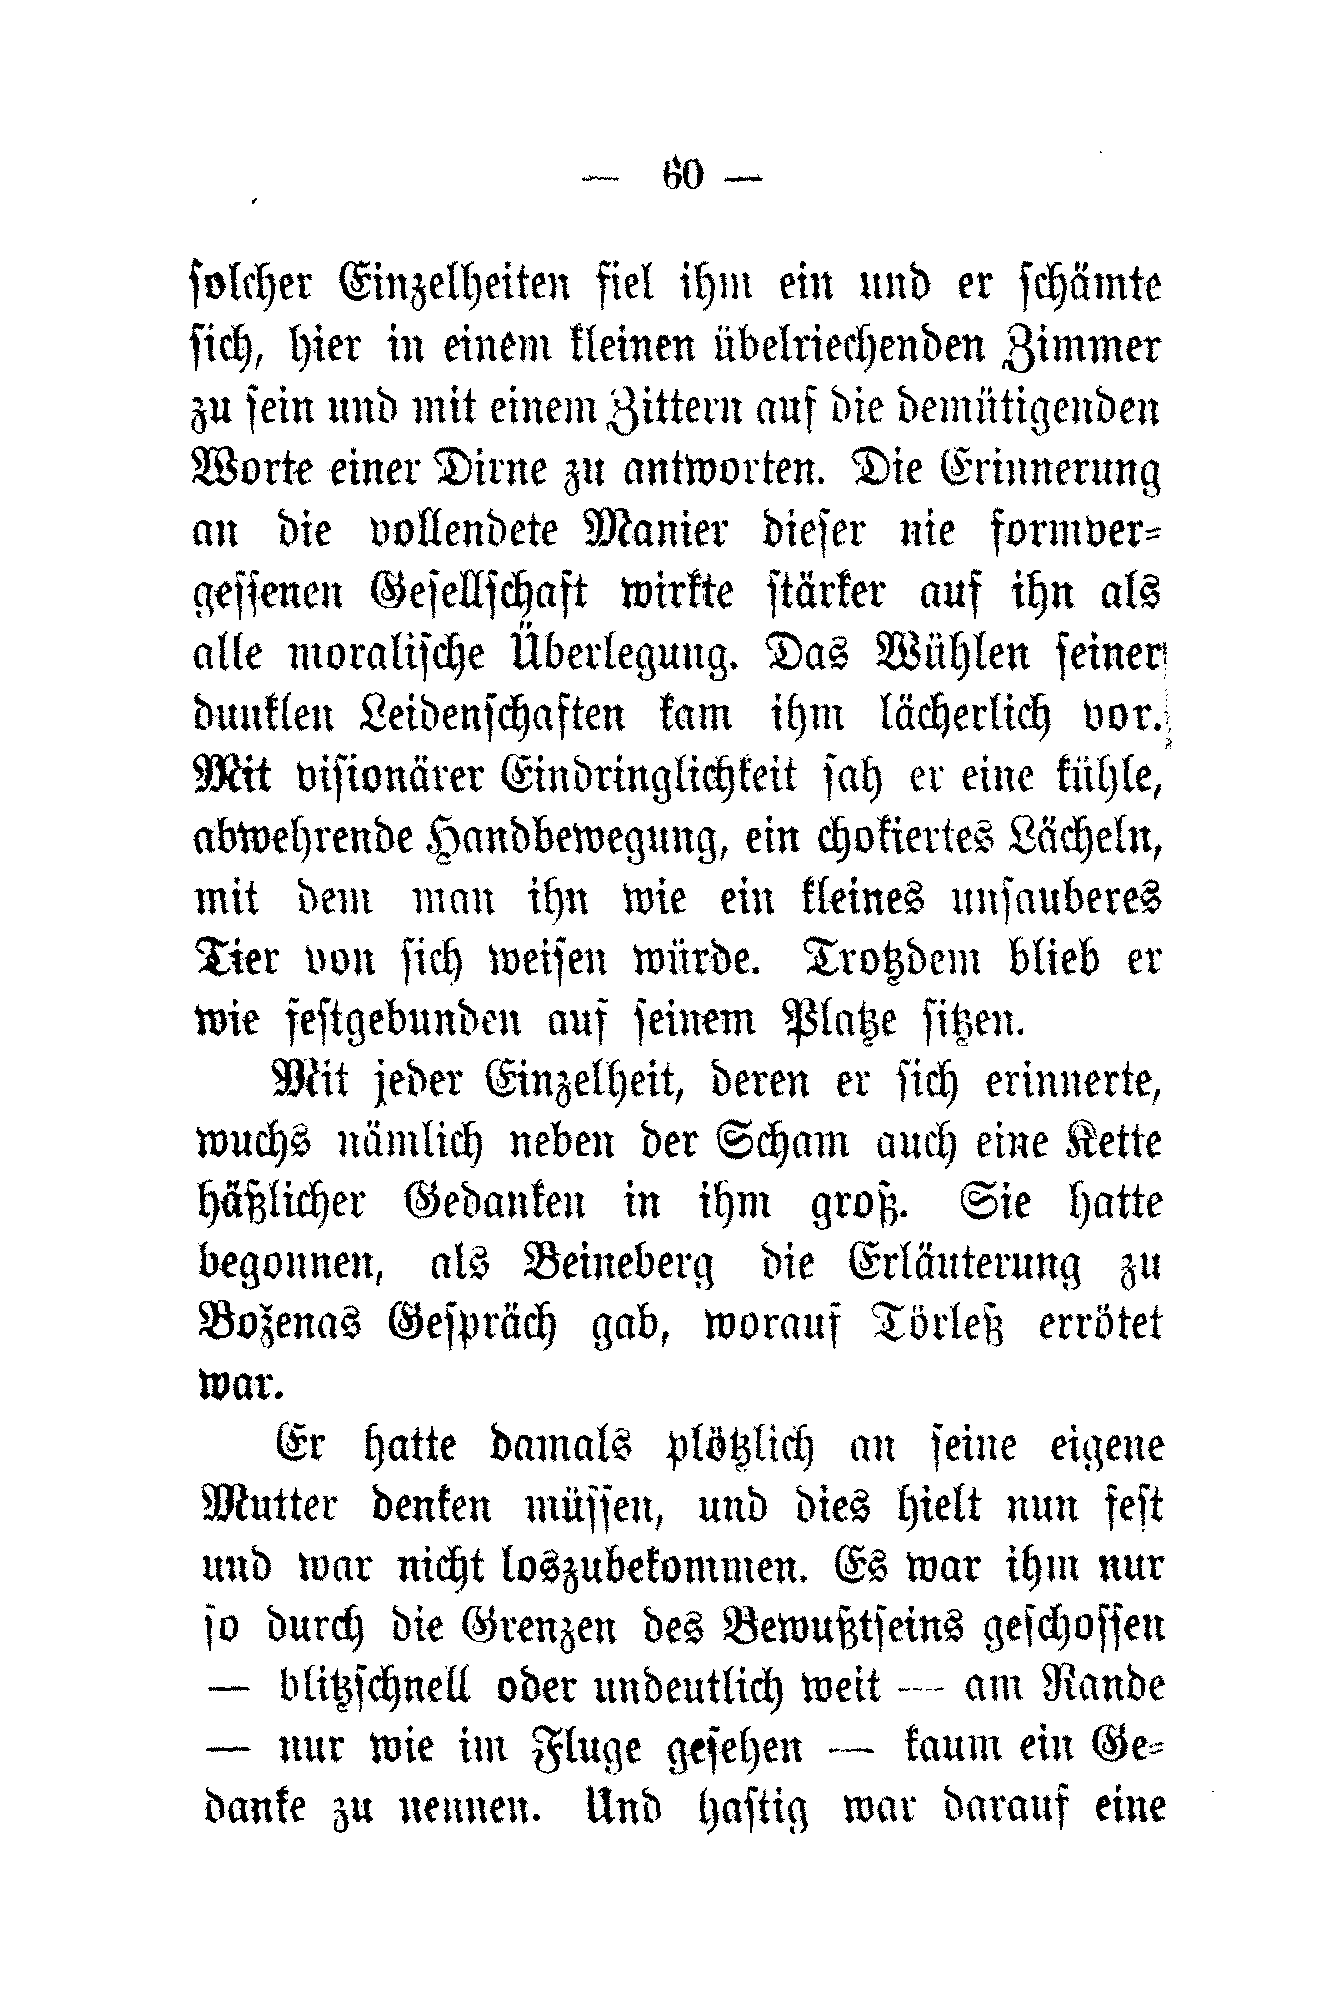 — 60 —
solcher Einzelheiten fiel ihm ein und er schämte
sich, hier in einem kleinen übelriechenden Zimmer
zu sein und mit einem Zittern auf die demütigenden
Worte einer Dirne zu antworten. Die Erinnerung
an die vollendete Manier dieser nie formver-
gessenen Gesellschaft wirkte stärker auf ihn als
alle moralische Überlegung. Das Wühlen seiner
dunklen Leidenschaften kam ihm lächerlich vor.
Mit visionärer Eindringlichkeit sah er eine kühle,
abwehrende Handbewegung, ein chokiertes Lächeln,
mit dem man ihn wie ein kleines unsauberes
Tier von sich weisen würde. Trotzdem blieb er
wie festgebunden auf seinem Platze sitzen.
Mit jeder Einzelheit, deren er sich erinnerte,
wuchs nämlich neben der Scham auch eine Kette
häßlicher Gedanken in ihm groß. Sie hatte
begonnen, als Beineberg die Erläuterung zu
Boženas Gespräch gab, worauf Törleß errötet
war.
Er hatte damals plötzlich an seine eigene
Mutter denken müssen, und dies hielt nun fest
und war nicht loszubekommen. Es war ihm nur
so durch die Grenzen des Bewußtseins geschossen
— blitzschnell oder undeutlich weit — am Rande
— nur wie im Fluge gesehen — kaum ein Ge-
danke zu nennen. Und hastig war darauf eine